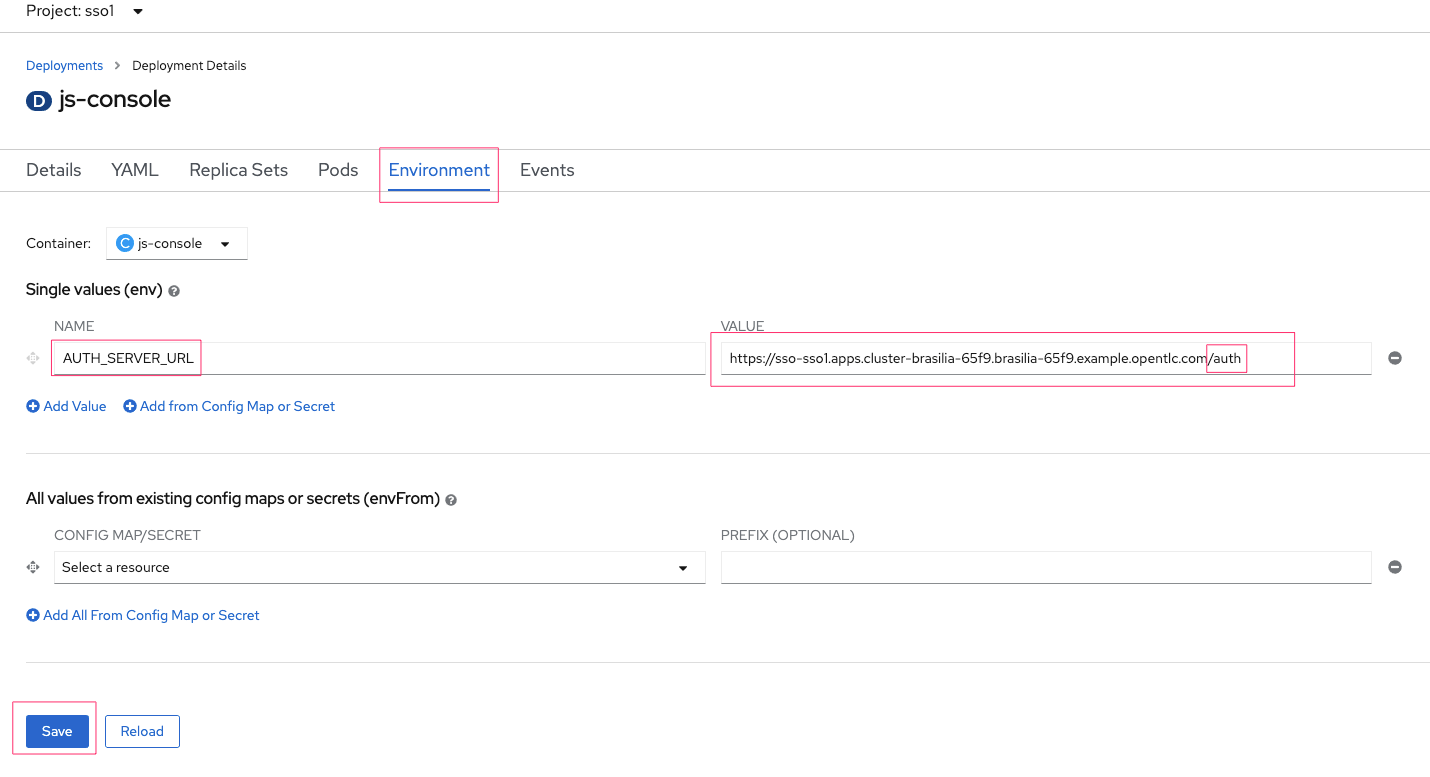 Project: sso1
Deployments > Deployment Details
D js-console
Details YAML Replica Sets Pods Environment Events
Container: C js-console
Single values (env) ?
NAME VALUE
AUTH_SERVER_URL https://sso-sso1.apps.cluster-brasilia-65f9.brasilia-65f9.example.opentlc.com/auth
Add Value Add from Config Map or Secret
All values from existing config maps or secrets (envFrom) ?
CONFIG MAP/SECRET PREFIX (OPTIONAL)
Select a resource
Add All From Config Map or Secret
Save Reload